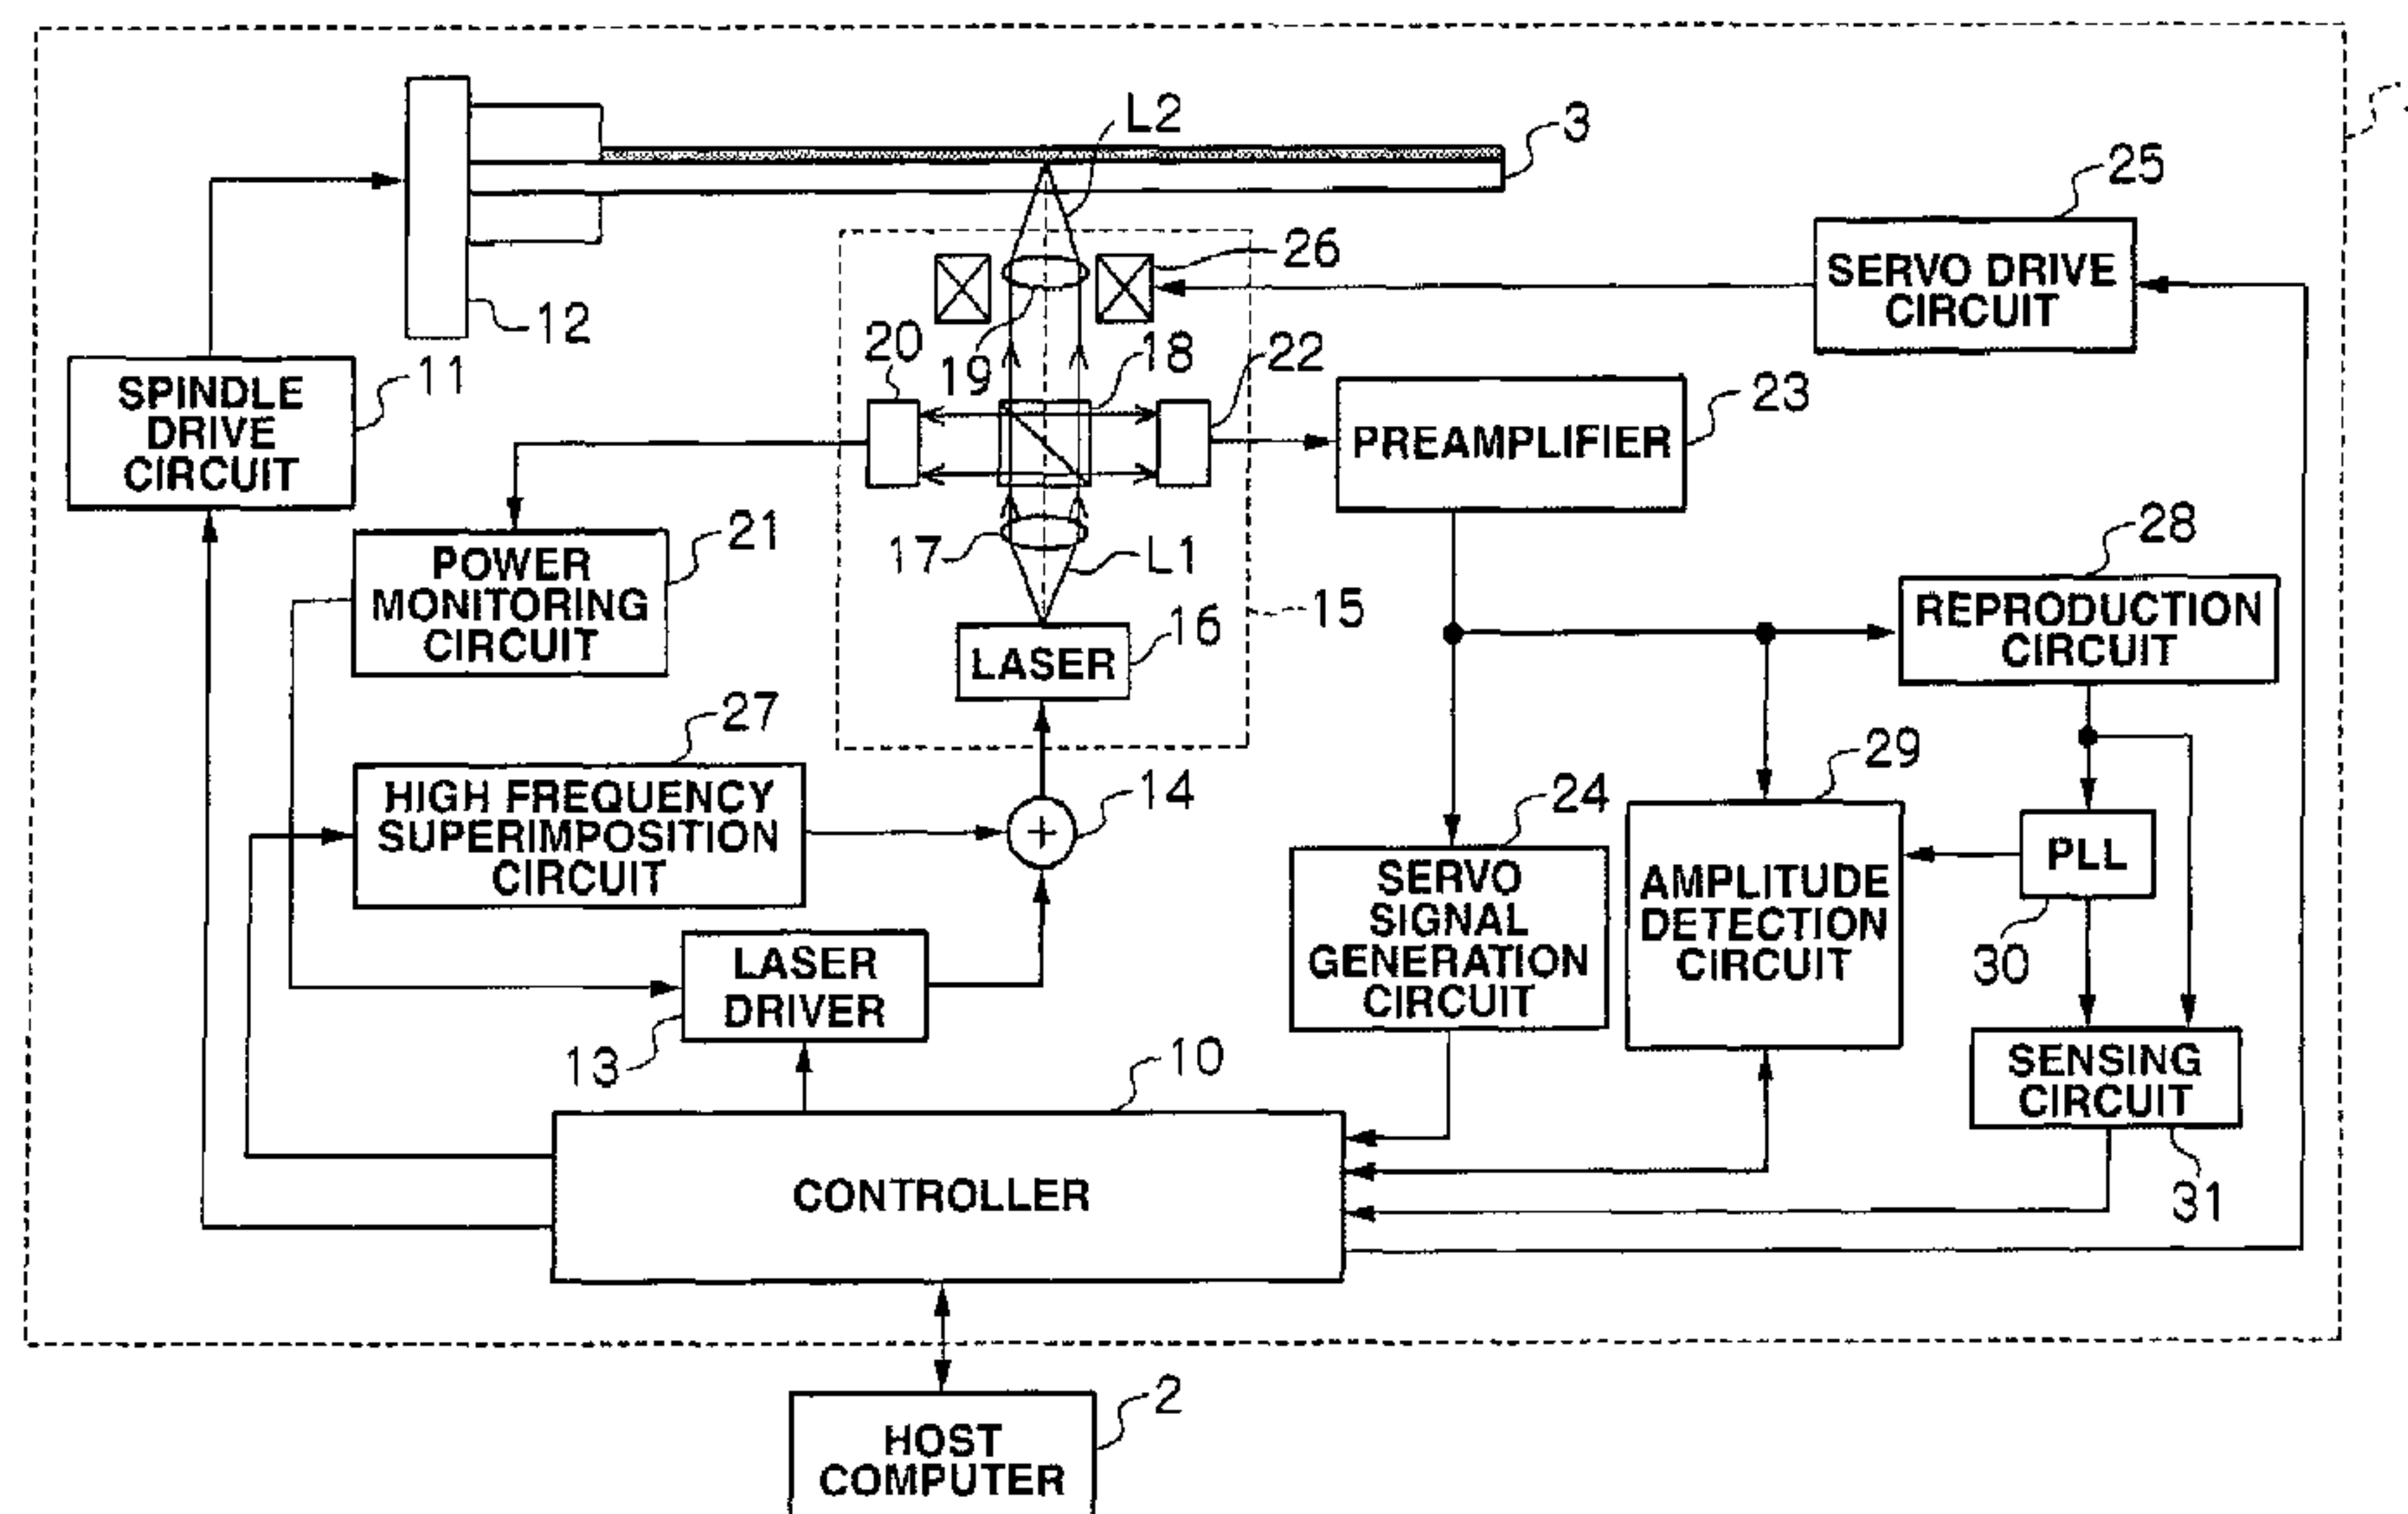 L2
3
25
SERVO DRIVE
CIRCUIT
26
12
20
19
18
22
11
SPINDLE
DRIVE
CIRCUIT
23
PREAMPLIFIER
21
POWER
MONITORING
CIRCUIT
17
L1
15
16
LASER
28
REPRODUCTION
CIRCUIT
27
HIGH FREQUENCY
SUPERIMPOSITION
CIRCUIT
14
+
24
SERVO
SIGNAL
GENERATION
CIRCUIT
29
AMPLITUDE
DETECTION
CIRCUIT
PLL
30
LASER
DRIVER
13
10
CONTROLLER
SENSING
CIRCUIT
31
2
HOST
COMPUTER